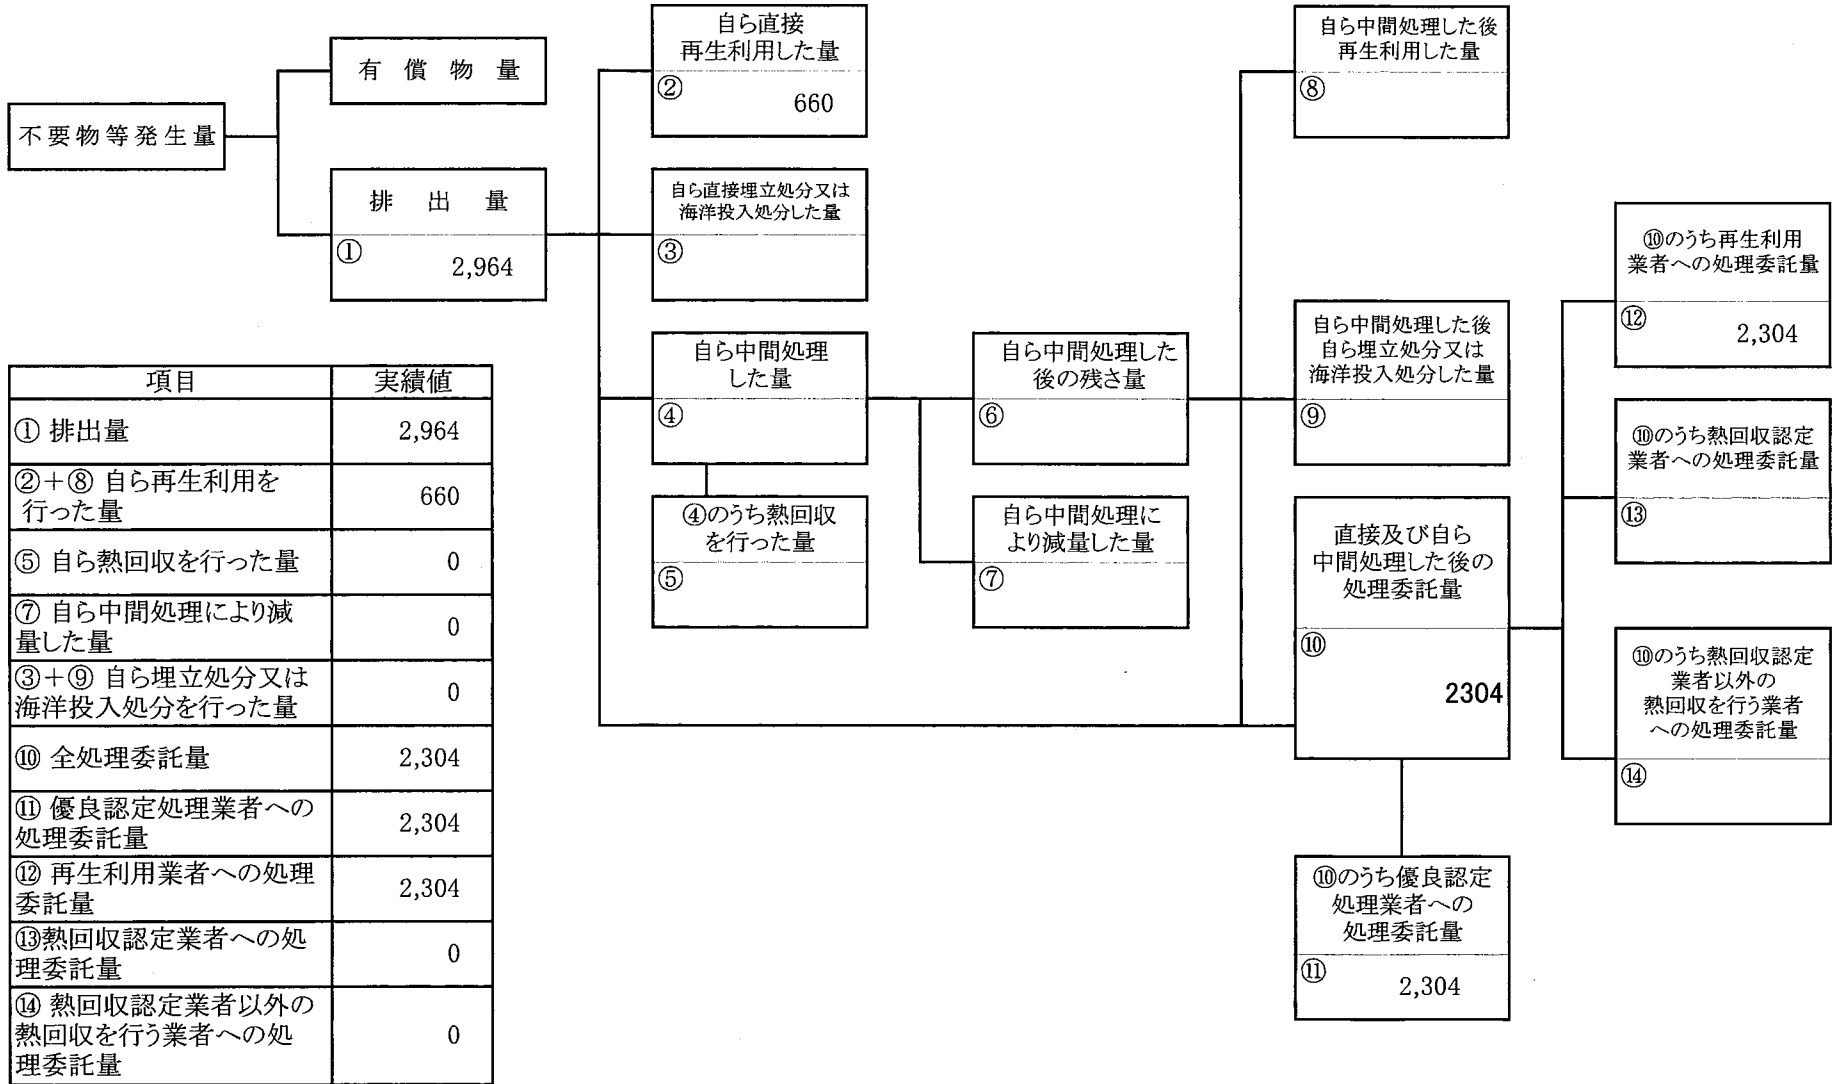 不要物等発生量
有 償 物 量
排 出 量
①
2,964
自ら直接
再生利用した量
②
660
自ら直接埋立処分又は
海洋投入処分した量
③
自ら中間処理
した量
④
④のうち熱回収
を行った量
⑤
自ら中間処理した
後の残さ量
⑥
自ら中間処理に
より減量した量
⑦
自ら中間処理した後
再生利用した量
⑧
自ら中間処理した後
自ら埋立処分又は
海洋投入処分した量
⑨
直接及び自ら
中間処理した後の
処理委託量
⑩
2304
⑩のうち優良認定
処理業者への
処理委託量
⑪
2,304
⑩のうち再生利用
業者への処理委託量
⑫
2,304
⑩のうち熱回収認定
業者への処理委託量
⑬
⑩のうち熱回収認定
業者以外の
熱回収を行う業者
への処理委託量
⑭
項目 実績値
① 排出量 2,964
②+⑧ 自ら再生利用を
行った量 660
⑤ 自ら熱回収を行った量 0
⑦ 自ら中間処理により減
量した量 0
③+⑨ 自ら埋立処分又は
海洋投入処分を行った量 0
⑩ 全処理委託量 2,304
⑪ 優良認定処理業者への
処理委託量 2,304
⑫ 再生利用業者への処理
委託量 2,304
⑬熱回収認定業者への処
理委託量 0
⑭ 熱回収認定業者以外の
熱回収を行う業者への処
理委託量 0